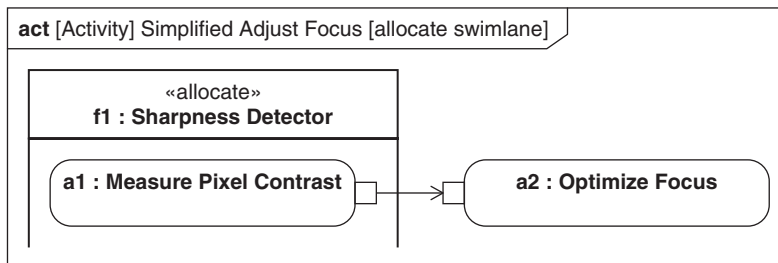 act [Activity] Simplified Adjust Focus [allocate swimlane]
«allocate»
f1 : Sharpness Detector
a1 : Measure Pixel Contrast
a2 : Optimize Focus